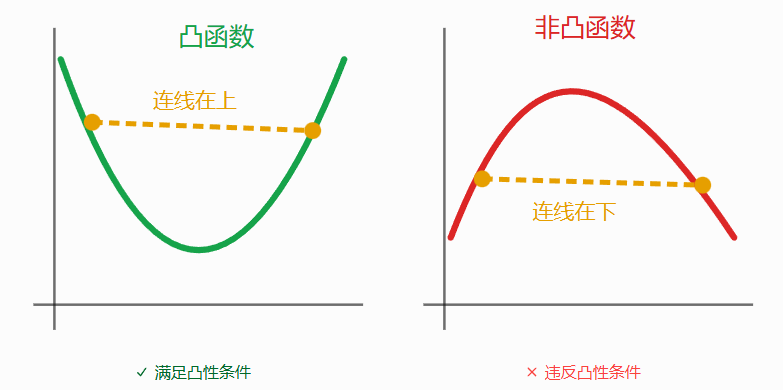 凸函数
连线在上
✓ 满足凸性条件
非凸函数
连线在下
× 违反凸性条件